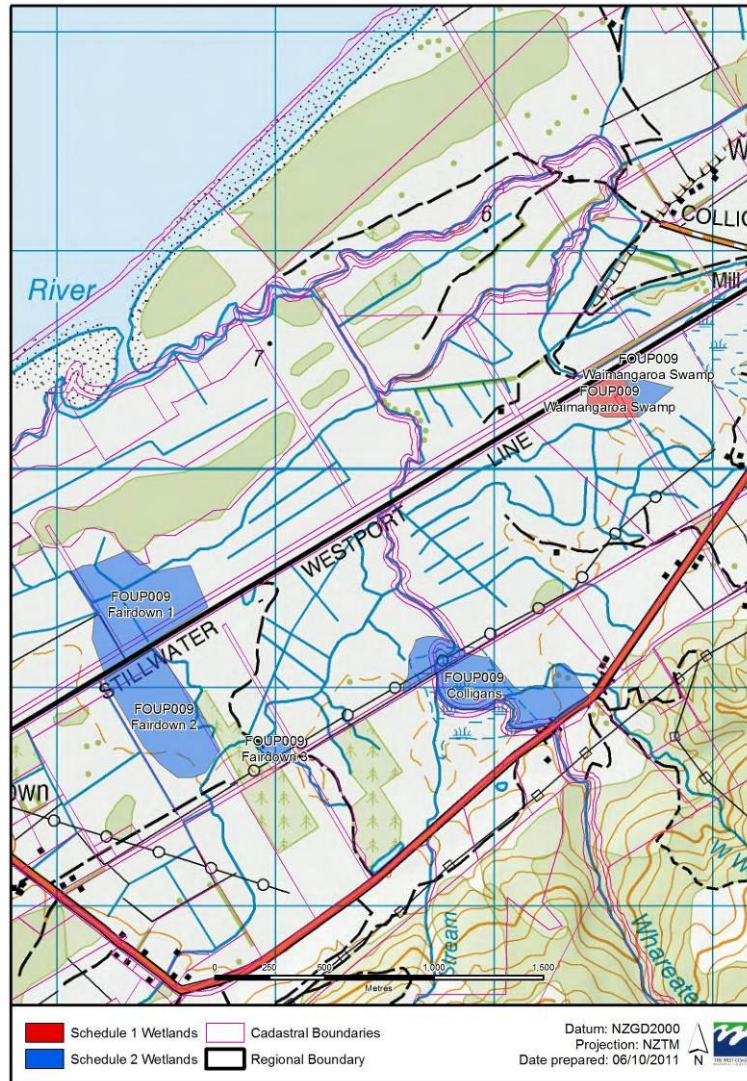 W
COLLIG
6
River
Mill
7
FOUP009
Waimangaroa Swamp
FOUP009
Waimangaroa Swamp
LINE
WESTPORT
FOUP009
Fairdown 1
STILLWATER
FOUP009
Colligans
FOUP009
Fairdown 2
FOUP009
Fairdown 3
own
Stream
Whareatea
0 250 500 1,000 1,500
Metres
Schedule 1 Wetlands
Cadastral Boundaries
Schedule 2 Wetlands
Regional Boundary
Datum: NZGD2000
Projection: NZTM
Date prepared: 06/10/2011
N